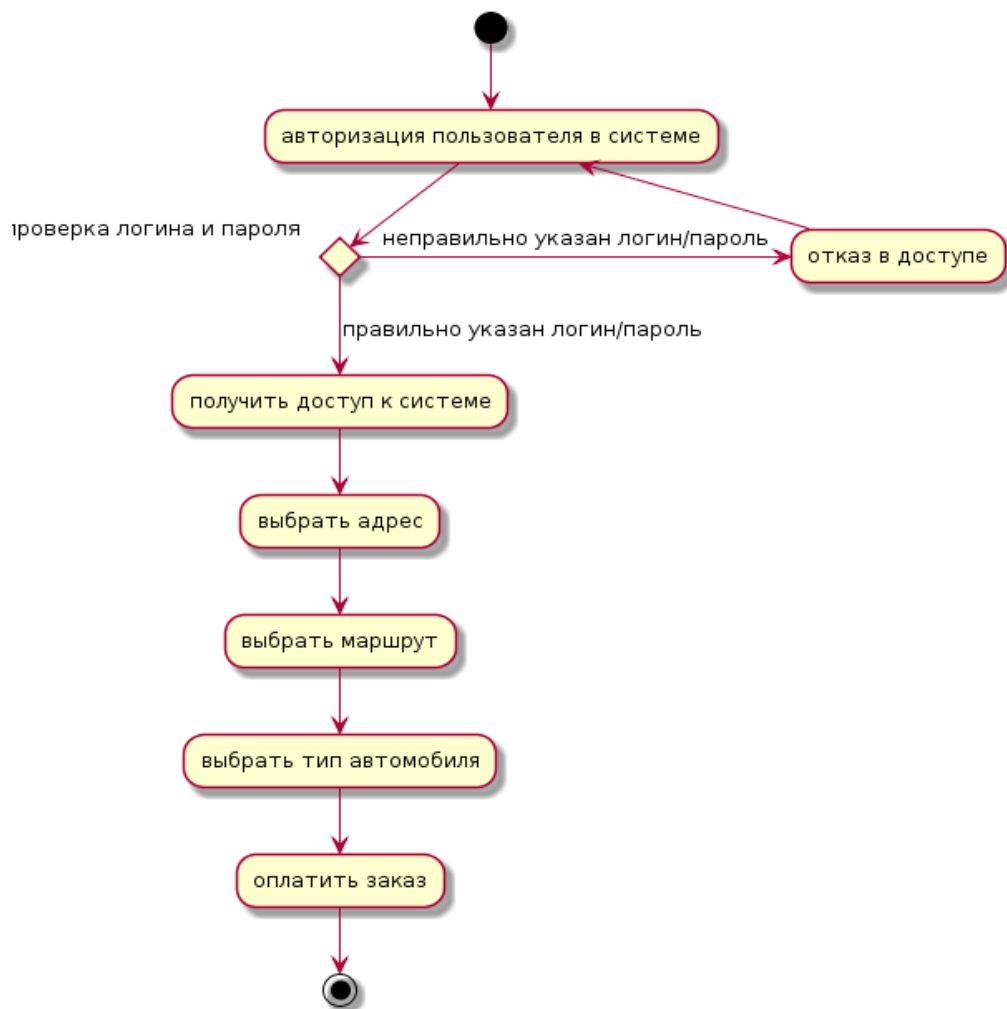 авторизация пользователя в системе
проверка логина и пароля
неправильно указан логин/пароль
отказ в доступе
правильно указан логин/пароль
получить доступ к системе
выбрать адрес
выбрать маршрут
выбрать тип автомобиля
оплатить заказ